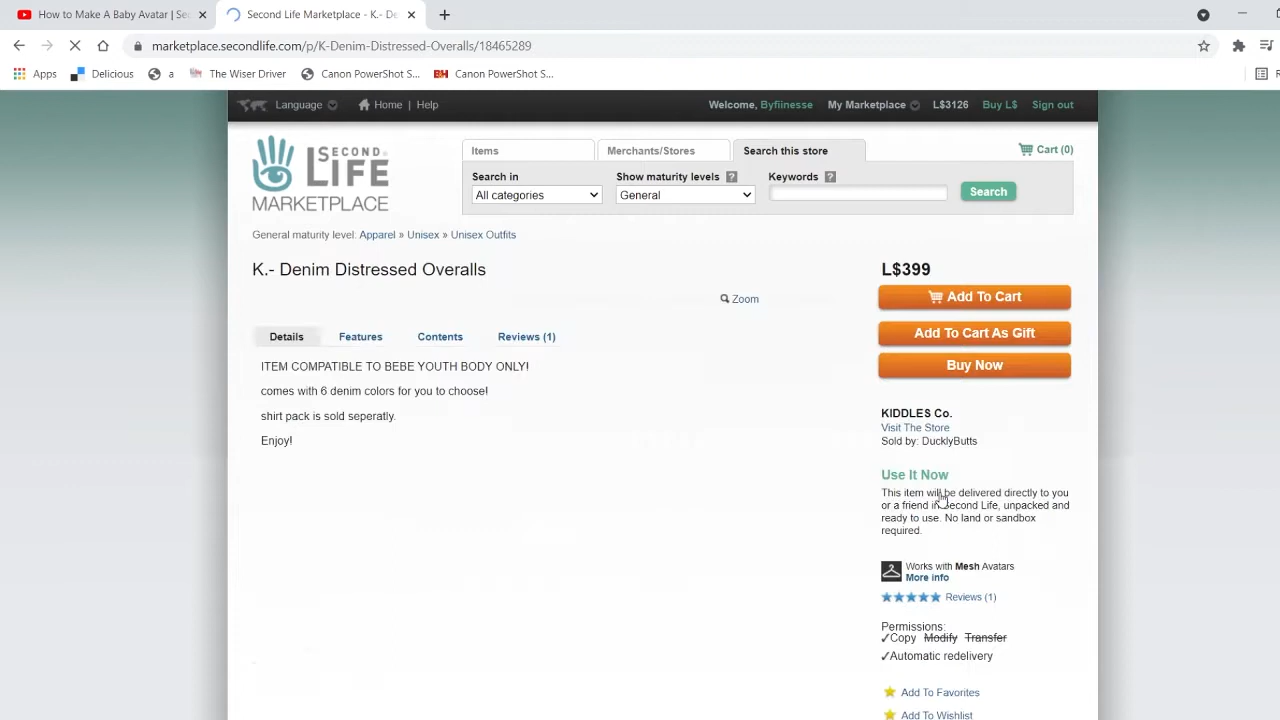 How to Make A Baby Avatar | Sec
Second Life Marketplace - K.- De
marketplace.secondlife.com/p/K-Denim-Distressed-Overalls/18465289
Apps
Delicious
a
The Wiser Driver
Canon PowerShot S...
BH
Canon PowerShot S...
R
Language
Home | Help
Welcome, Byfiinesse
My Marketplace
L$3126
Buy L$
Sign out
SECOND
LIFE
MARKETPLACE
Items
Merchants/Stores
Search this store
Cart (0)
Search in
Show maturity levels ?
Keywords ?
All categories
General
Search
General maturity level: Apparel » Unisex » Unisex Outfits
K.- Denim Distressed Overalls
L$399
Zoom
Add To Cart
Add To Cart As Gift
Buy Now
Details
Features
Contents
Reviews (1)
ITEM COMPATIBLE TO BEBE YOUTH BODY ONLY!
comes with 6 denim colors for you to choose!
shirt pack is sold seperatly.
Enjoy!
KIDDLES Co.
Visit The Store
Sold by: DucklyButts
Use It Now
This item will be delivered directly to you
or a friend in Second Life, unpacked and
ready to use. No land or sandbox
required.
Works with Mesh Avatars
More info
Reviews (1)
Permissions:
✓Copy Modify Transfer
✓Automatic redelivery
Add To Favorites
Add To Wishlist